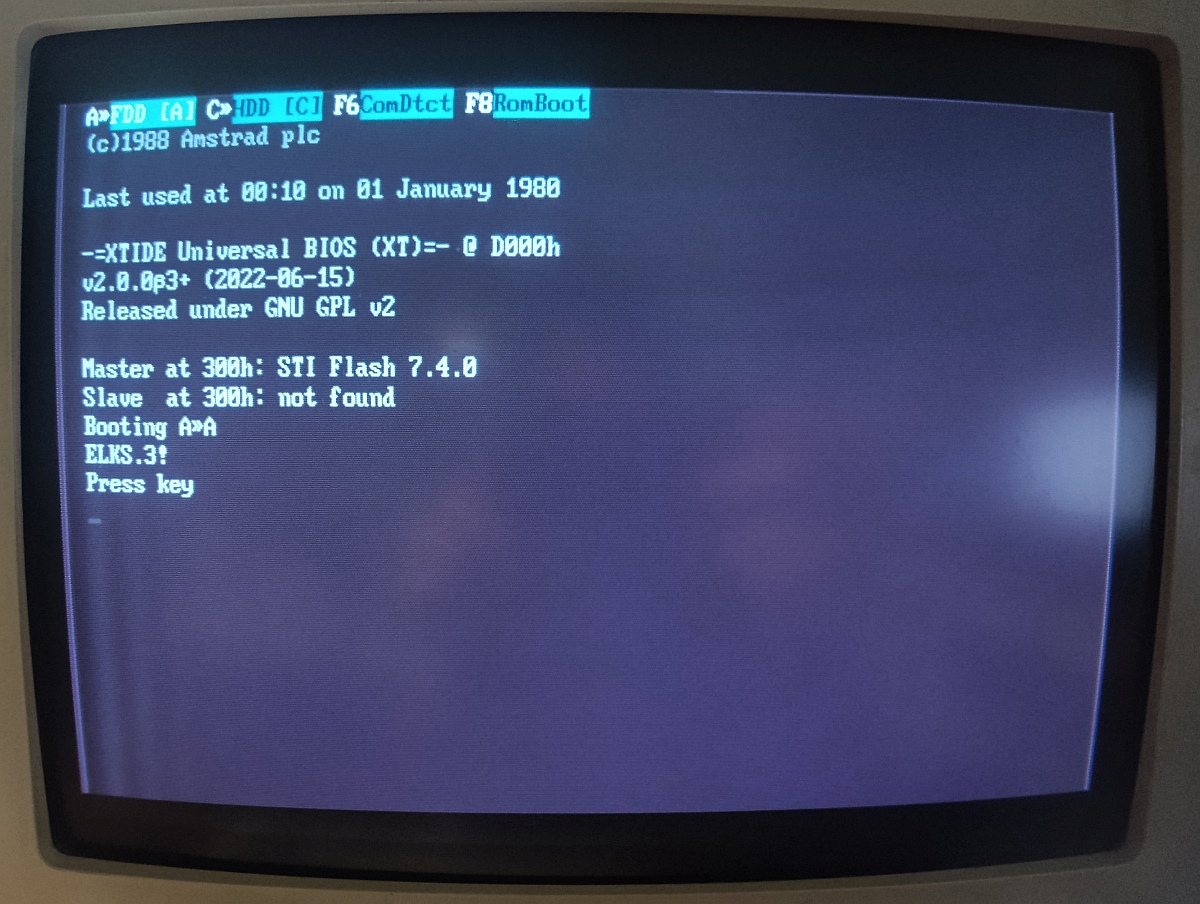 A»FDD [A] C»HDD [C] F6ComDtct F8RomBoot
(c)1988 Amstrad plc
Last used at 00:10 on 01 January 1980
-=XTIDE Universal BIOS (XT)=- @ D000h
v2.0.0β3+ (2022-06-15)
Released under GNU GPL v2
Master at 300h: STI Flash 7.4.0
Slave  at 300h: not found
Booting A»A
ELKS.3!
Press key